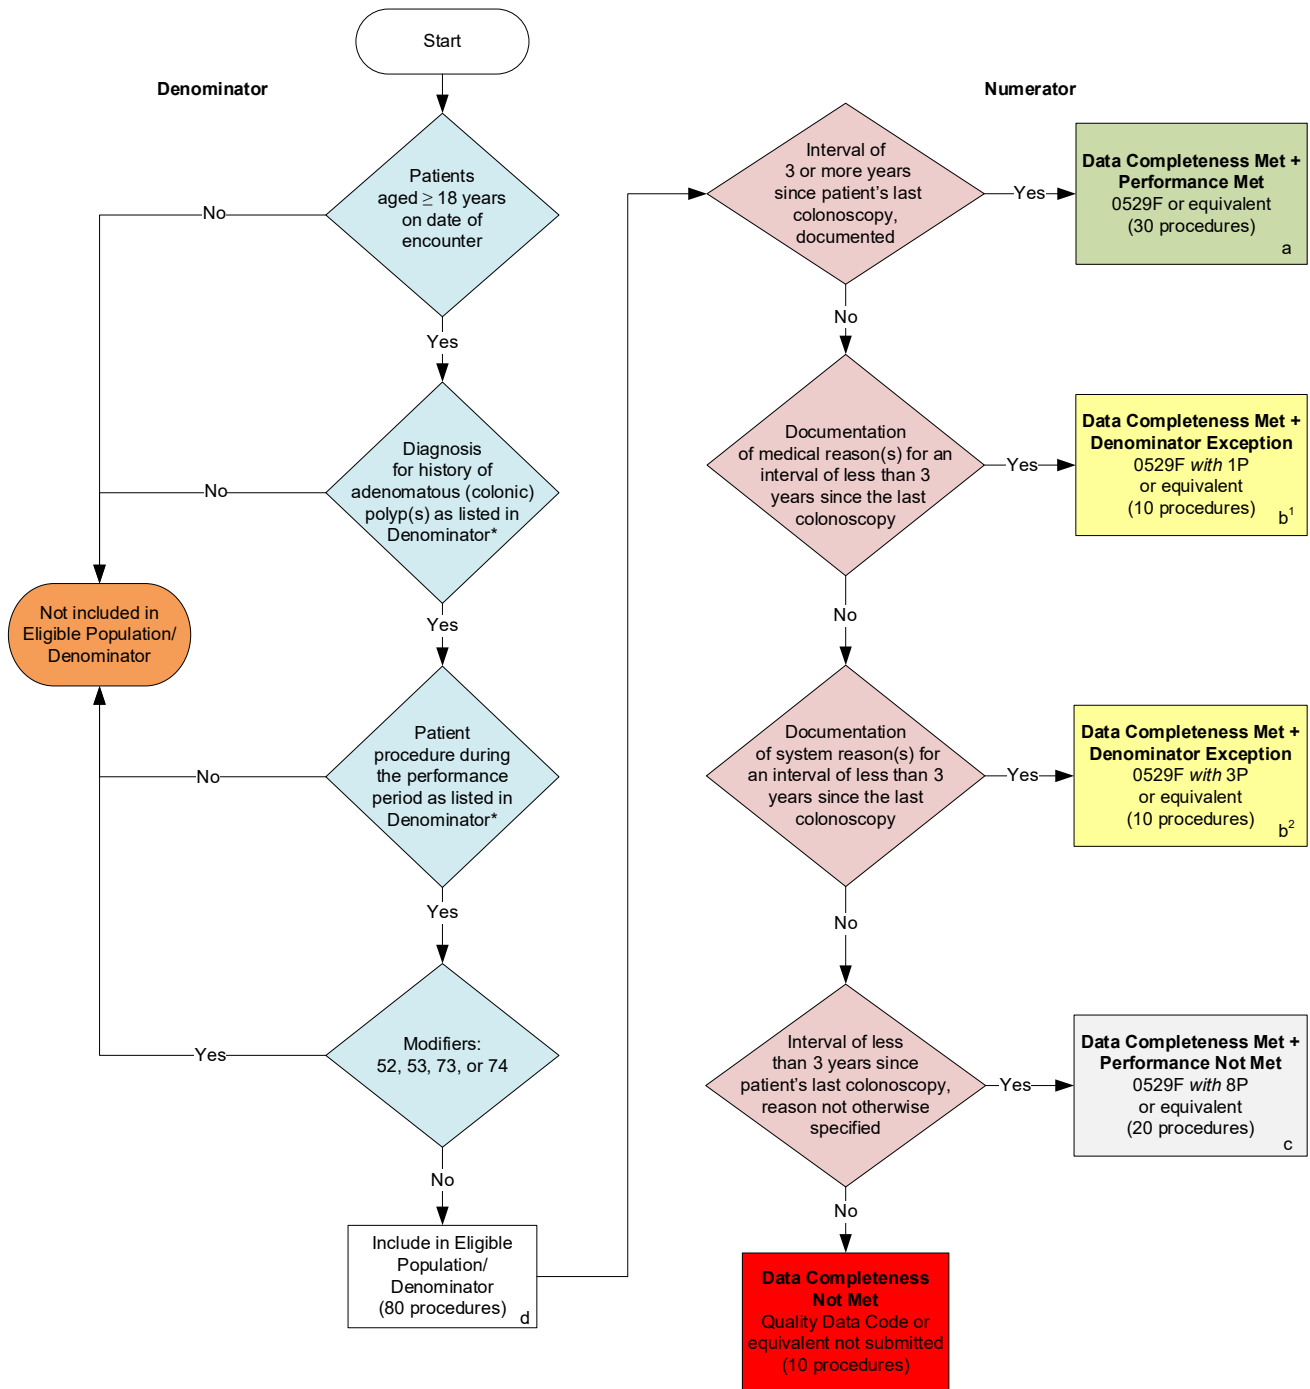 Start
Denominator
Patients
aged ≥ 18 years
on date of
encounter
No
Yes
Diagnosis
for history of
adenomatous (colonic)
polyp(s) as listed in
Denominator*
No
Yes
Not included in
Eligible Population/
Denominator
Patient
procedure during
the performance
period as listed in
Denominator*
No
Yes
Modifiers:
52, 53, 73, or 74
Yes
No
Include in Eligible
Population/
Denominator
(80 procedures)
d
Numerator
Interval of
3 or more years
since patient's last
colonoscopy,
documented
Yes
Data Completeness Met +
Performance Met
0529F or equivalent
(30 procedures)
a
No
Documentation
of medical reason(s) for an
interval of less than 3
years since the last
colonoscopy
Yes
Data Completeness Met +
Denominator Exception
0529F with 1P
or equivalent
(10 procedures)
b¹
No
Documentation
of system reason(s) for
an interval of less than 3
years since the last
colonoscopy
Yes
Data Completeness Met +
Denominator Exception
0529F with 3P
or equivalent
(10 procedures)
b²
No
Interval of less
than 3 years since
patient's last colonoscopy,
reason not otherwise
specified
Yes
Data Completeness Met +
Performance Not Met
0529F with 8P
or equivalent
(20 procedures)
c
No
Data Completeness
Not Met
Quality Data Code or
equivalent not submitted
(10 procedures)